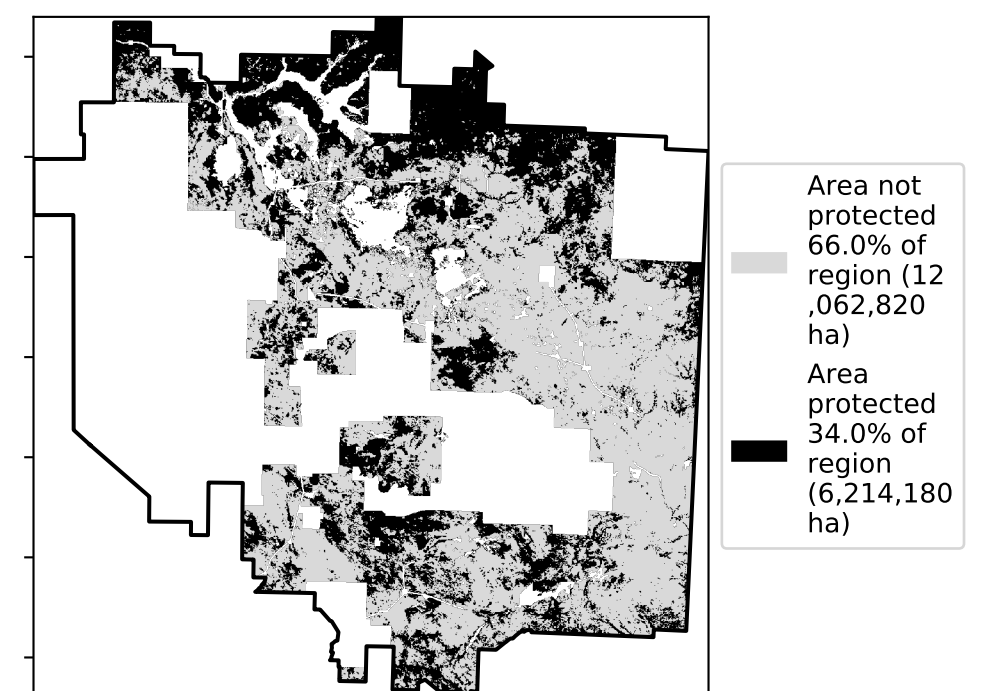 Area not
protected
66.0% of
region (12
,062,820
ha)
Area
protected
34.0% of
region
(6,214,180
ha)